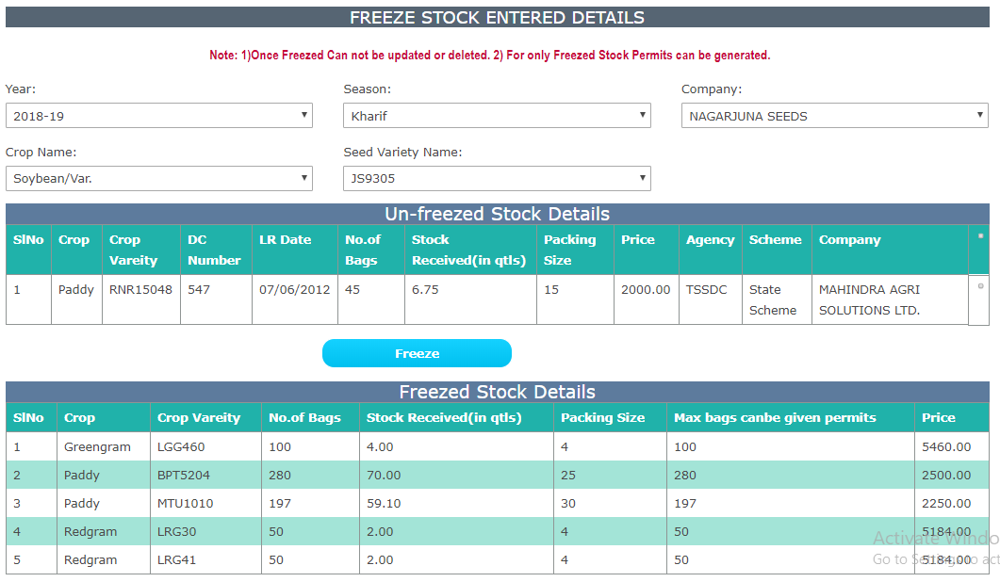 FREEZE STOCK ENTERED DETAILS
Note: 1)Once Freezed Can not be updated or deleted. 2) For only Freezed Stock Permits can be generated.
Year: Season: Company:
2018-19 Kharif NAGARJUNA SEEDS
Crop Name: Seed Variety Name:
Soybean/Var. JS9305
Un-freezed Stock Details
SlNo Crop Crop DC LR Date No.of Stock Packing Price Agency Scheme Company
Vareity Number Bags Received(in qtls) Size
1 Paddy RNR15048 547 07/06/2012 45 6.75 15 2000.00 TSSDC State MAHINDRA AGRI
Scheme SOLUTIONS LTD.
Freeze
Freezed Stock Details
SlNo Crop Crop Vareity No.of Bags Stock Received(in qtls) Packing Size Max bags canbe given permits Price
1 Greengram LGG460 100 4.00 4 100 5460.00
2 Paddy BPT5204 280 70.00 25 280 2500.00
3 Paddy MTU1010 197 59.10 30 197 2250.00
4 Redgram LRG30 50 2.00 4 50 5184.00
Activate Windo
5 Redgram LRG41 50 2.00 4 50 5184.00
Go to Settings to act